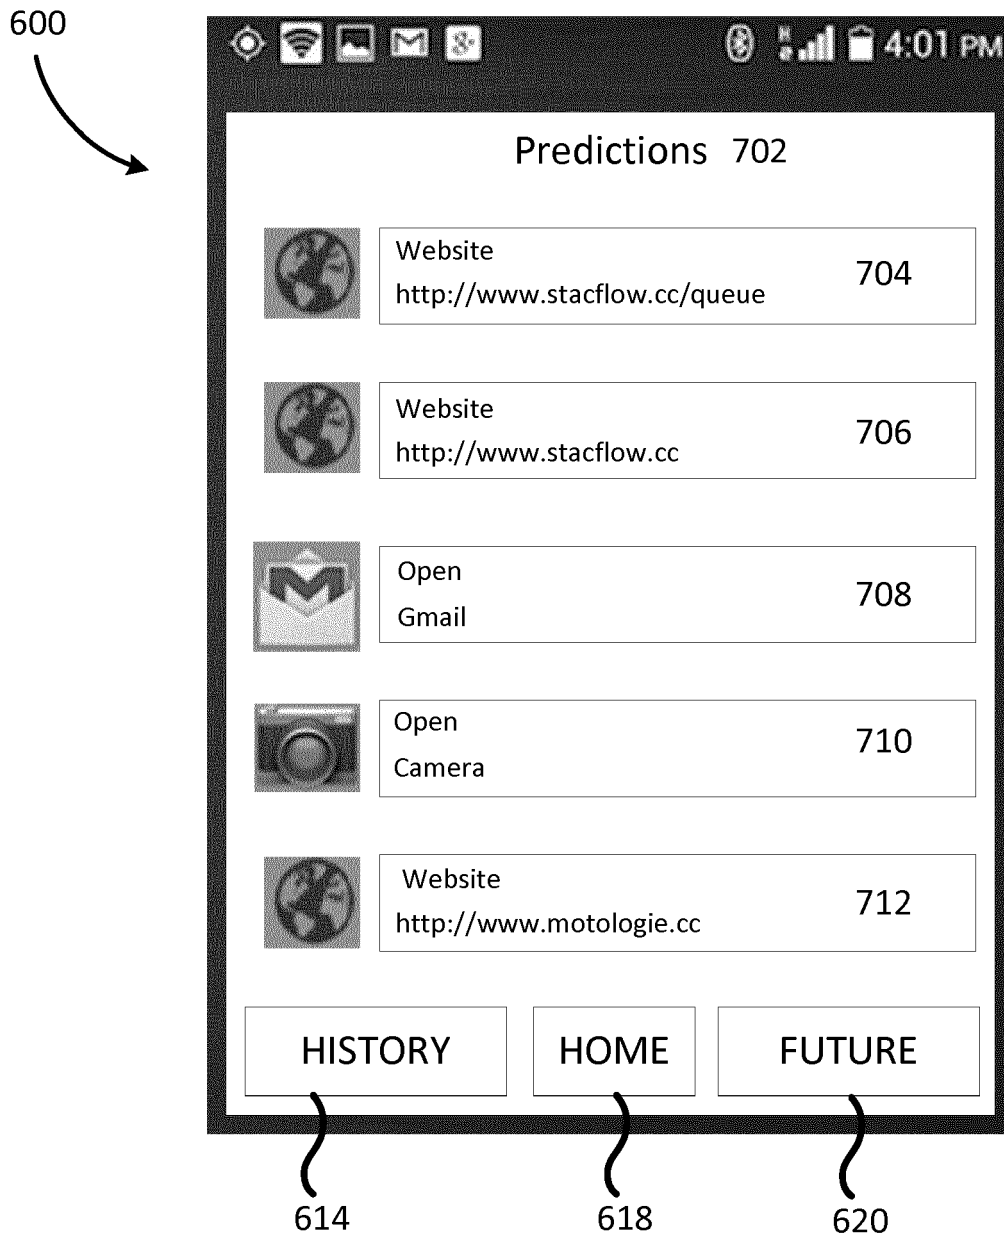 600
4:01 PM
Predictions 702
Website
http://www.stacflow.cc/queue
704
Website
http://www.stacflow.cc
706
Open
Gmail
708
Open
Camera
710
Website
http://www.motologie.cc
712
HISTORY
HOME
FUTURE
614
618
620